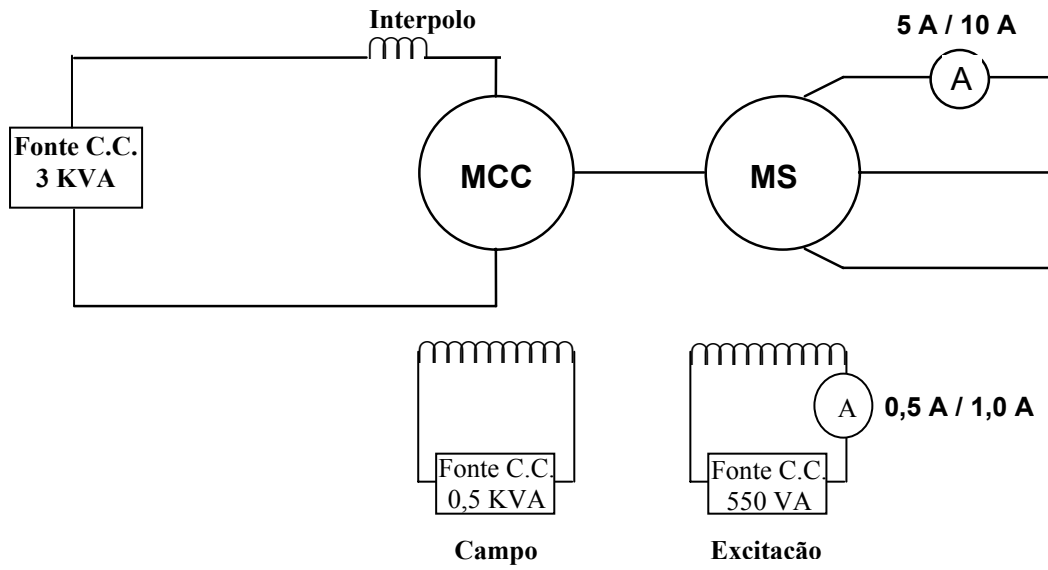 Interpolo
5 A / 10 A
A
Fonte C.C.
3 KVA
MCC
MS
A
0,5 A / 1,0 A
Fonte C.C.
0,5 KVA
Fonte C.C.
550 VA
Campo
Excitacão